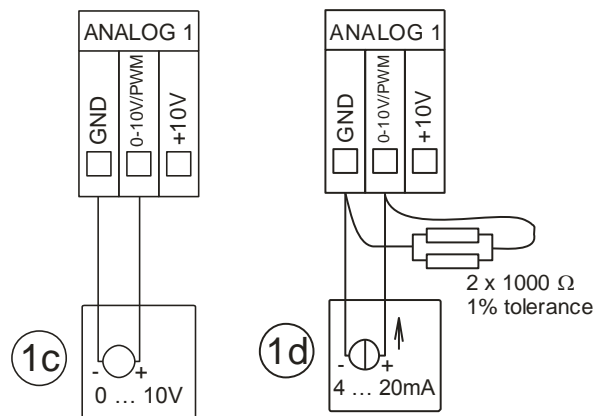 ANALOG 1
GND
0-10V/PWM
+10V
1c
- +
0 ... 10V
ANALOG 1
GND
0-10V/PWM
+10V
2 x 1000 Ω
1% tolerance
1d
- +
4 ... 20mA